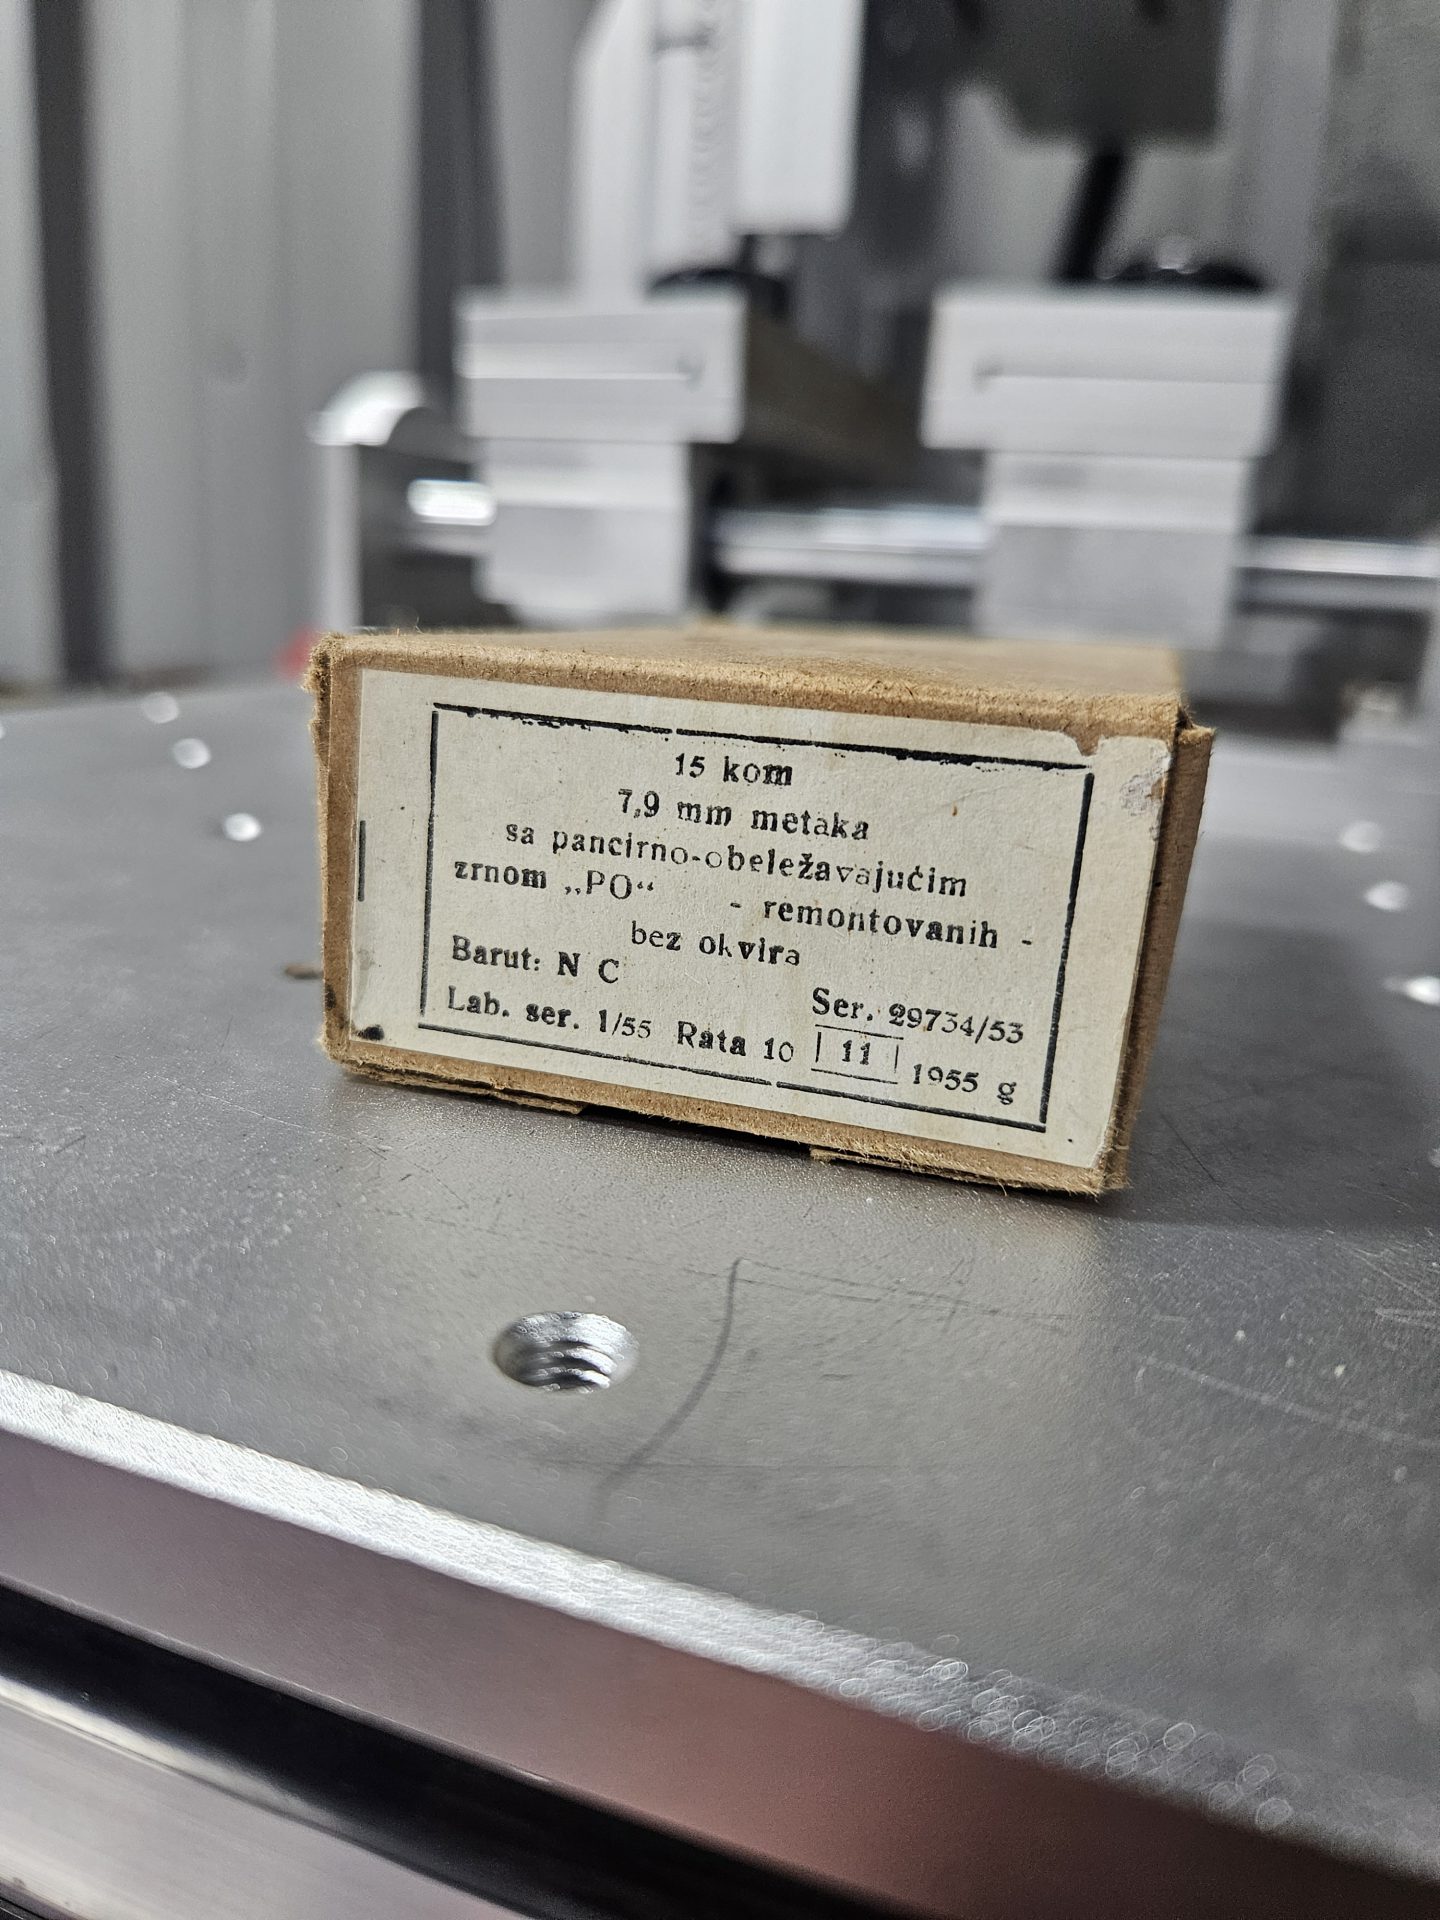 15 kom
7,9 mm metaka
sa pancirno-obeležavajućim
zrnom „PO“ - remontovanih -
bez okvira
Barut: N C
Ser. 29734/53
Lab. ser. 1/55 Rata 10 11 1955 g